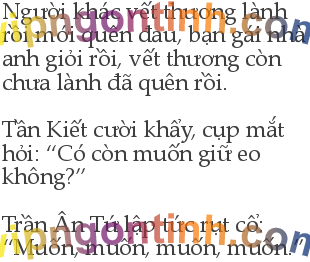 Người khác vết thương lành
rồi mới quên đau, bạn gái nhà
anh giỏi rồi, vết thương còn
chưa lành đã quên rồi.
Tần Kiết cười khẩy, cụp mắt
hỏi: “Có còn muốn giữ eo
không?”
Trần Ân Tứ lập tức rụt cổ:
“Muốn, muốn, muốn, muốn.”